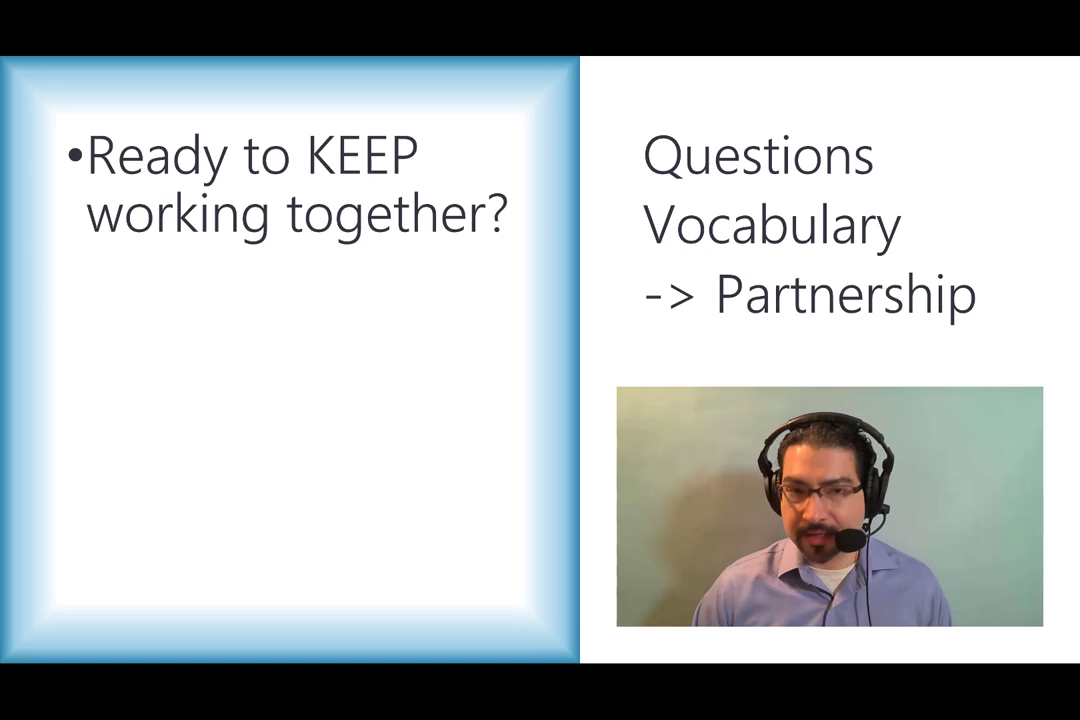 •Ready to KEEP
working together?
Questions
Vocabulary
-> Partnership